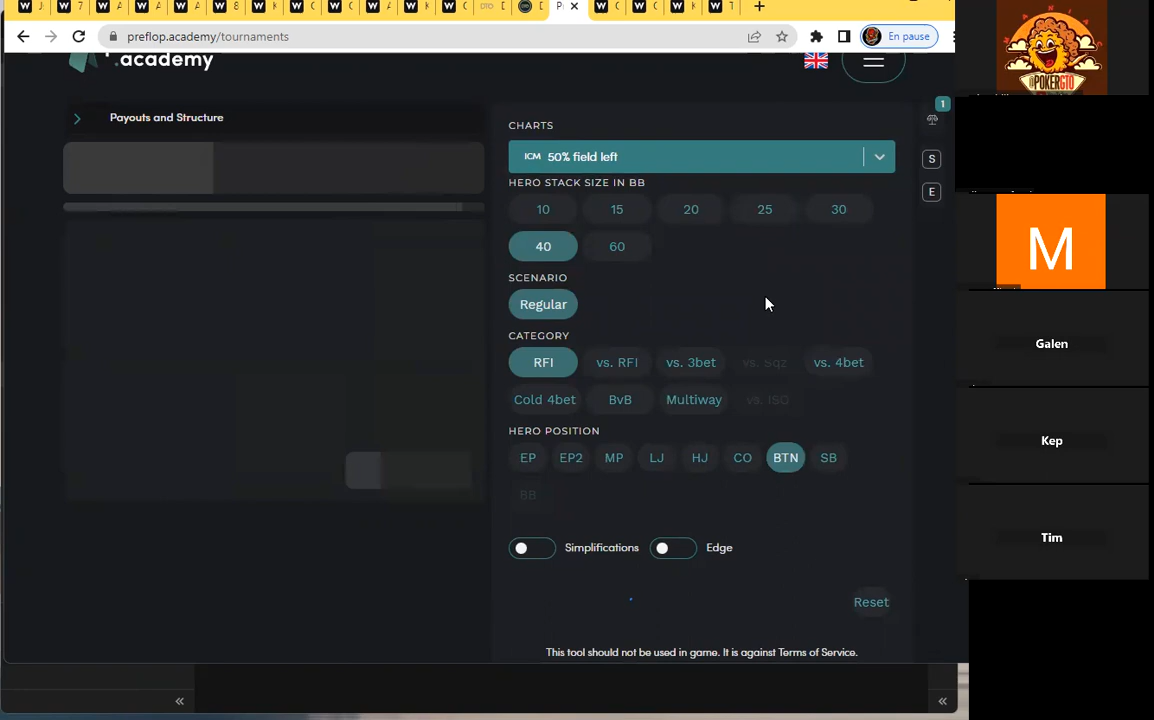 preflop.academy/tournaments
En pause
.academy
Payouts and Structure
CHARTS
ICM 50% field left
HERO STACK SIZE IN BB
10 15 20 25 30
40 60
SCENARIO
Regular
CATEGORY
RFI vs. RFI vs. 3bet vs. Sqz vs. 4bet
Cold 4bet BvB Multiway vs. ISO
HERO POSITION
EP EP2 MP LJ HJ CO BTN SB
BB
Simplifications Edge
Reset
This tool should not be used in game. It is against Terms of Service.
1
S
E
@POKERGTO
M
Galen
Kep
Tim